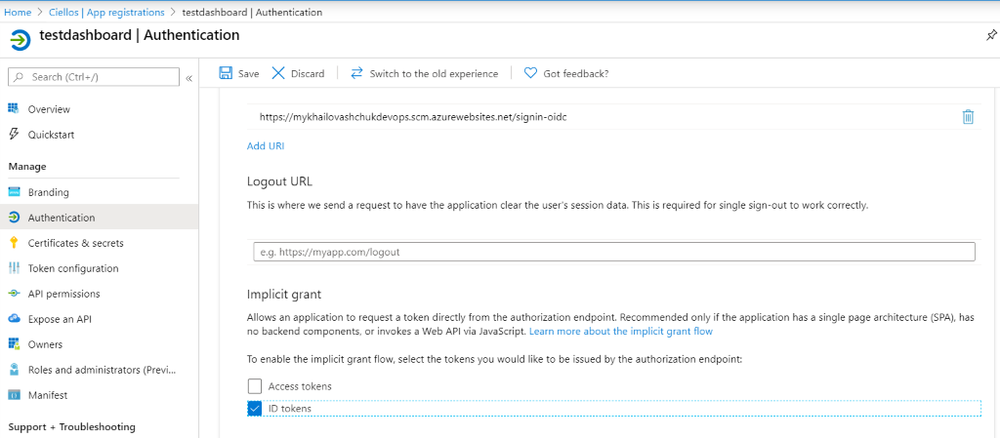 Home > Ciellos | App registrations > testdashboard | Authentication
testdashboard | Authentication
Search (Ctrl+/)
«
Save
Discard
Switch to the old experience
Got feedback?
Overview
Quickstart
Manage
Branding
Authentication
Certificates & secrets
Token configuration
API permissions
Expose an API
Owners
Roles and administrators (Previ...
Manifest
Support + Troubleshooting
https://mykhailovashchukdevops.scm.azurewebsites.net/signin-oidc
Add URI
Logout URL
This is where we send a request to have the application clear the user's session data. This is required for single sign-out to work correctly.
e.g. https://myapp.com/logout
Implicit grant
Allows an application to request a token directly from the authorization endpoint. Recommended only if the application has a single page architecture (SPA), has
no backend components, or invokes a Web API via JavaScript. Learn more about the implicit grant flow
To enable the implicit grant flow, select the tokens you would like to be issued by the authorization endpoint:
Access tokens
ID tokens